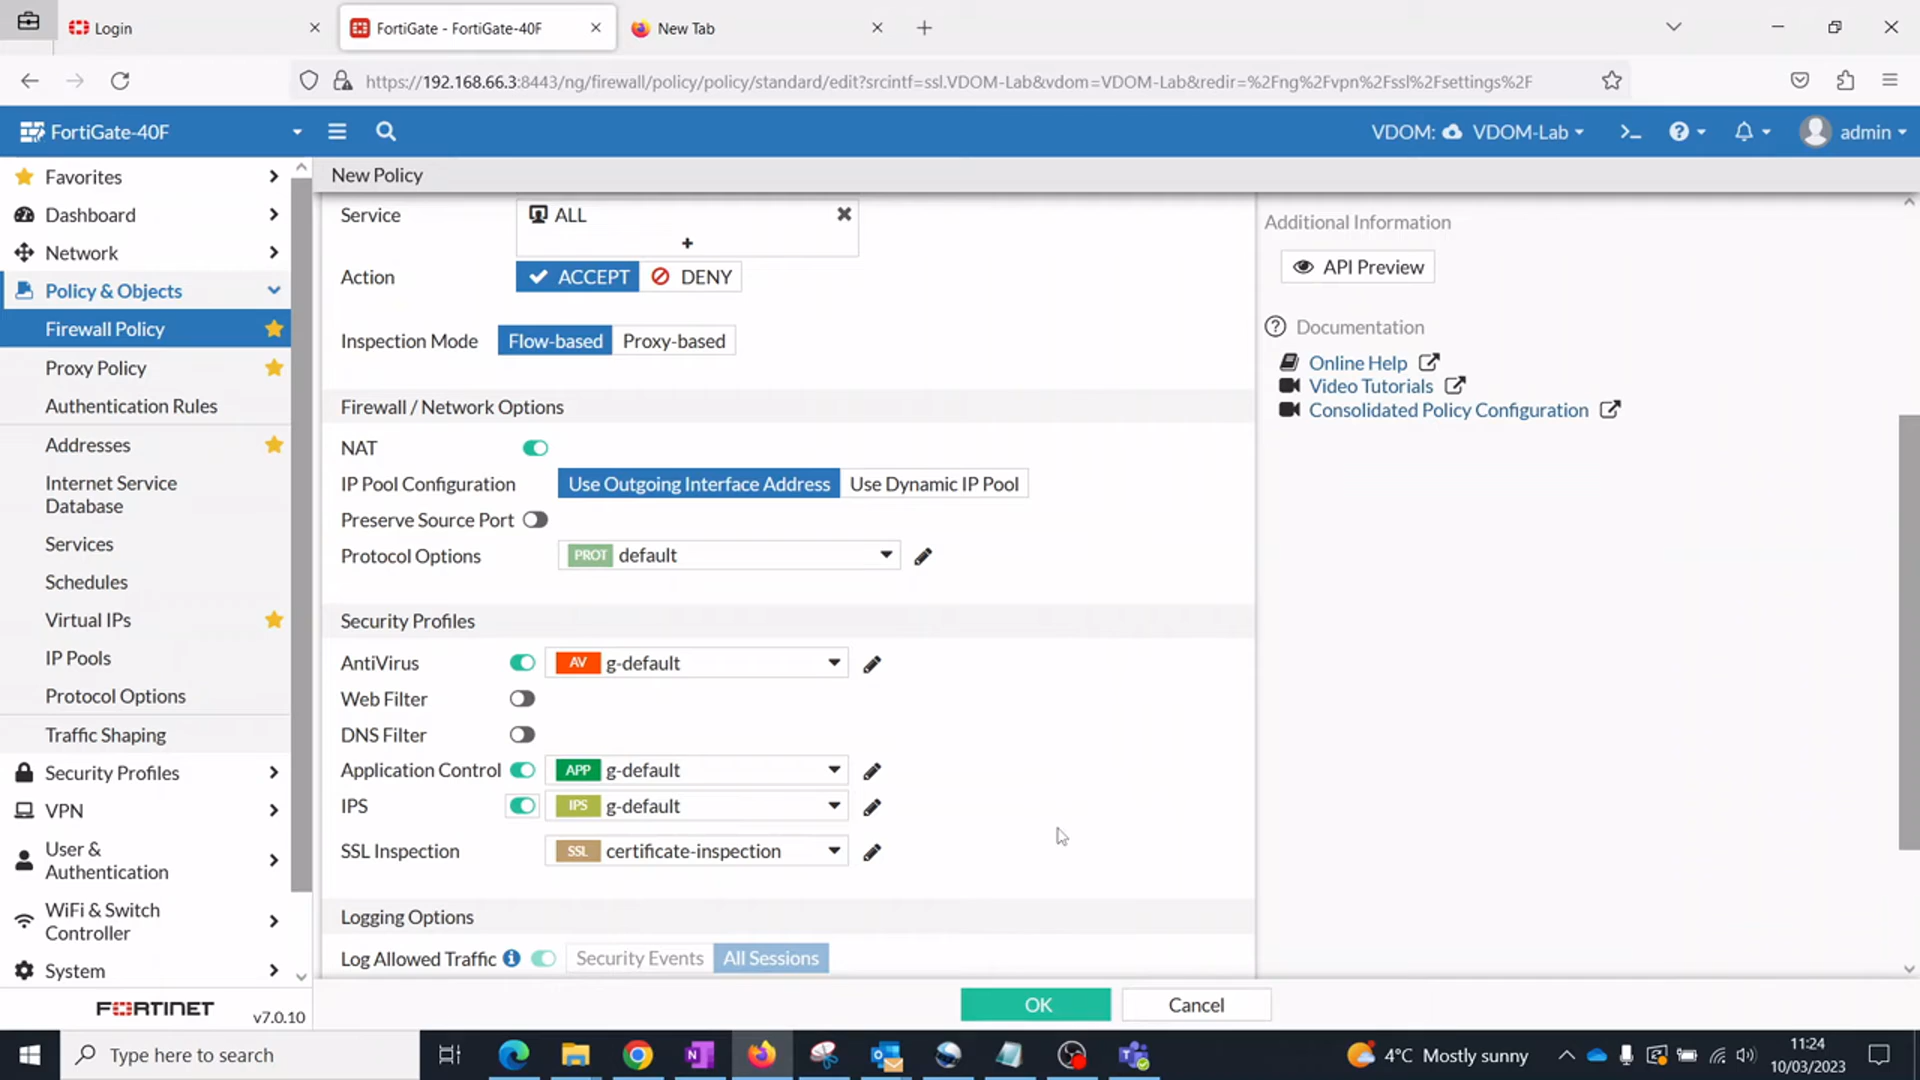 Login
FortiGate - FortiGate-40F
New Tab
https://192.168.66.3:8443/ng/firewall/policy/policy/standard/edit?srcintf=ssl.VDOM-Lab&vdom=VDOM-Lab&redir=%2Fng%2Fvpn%2Fssl%2Fsettings%2F
FortiGate-40F
VDOM: VDOM-Lab
admin
Favorites
Dashboard
Network
Policy & Objects
Firewall Policy
Proxy Policy
Authentication Rules
Addresses
Internet Service
Database
Services
Schedules
Virtual IPs
IP Pools
Protocol Options
Traffic Shaping
Security Profiles
VPN
User &
Authentication
WiFi & Switch
Controller
System
FORTINET v7.0.10
New Policy
Service ALL
Action ACCEPT DENY
Inspection Mode Flow-based Proxy-based
Firewall / Network Options
NAT
IP Pool Configuration Use Outgoing Interface Address Use Dynamic IP Pool
Preserve Source Port
Protocol Options PROT default
Security Profiles
AntiVirus AV g-default
Web Filter
DNS Filter
Application Control APP g-default
IPS IPS g-default
SSL Inspection SSL certificate-inspection
Logging Options
Log Allowed Traffic Security Events All Sessions
OK Cancel
Additional Information
API Preview
Documentation
Online Help
Video Tutorials
Consolidated Policy Configuration
Type here to search
4°C Mostly sunny
11:24
10/03/2023